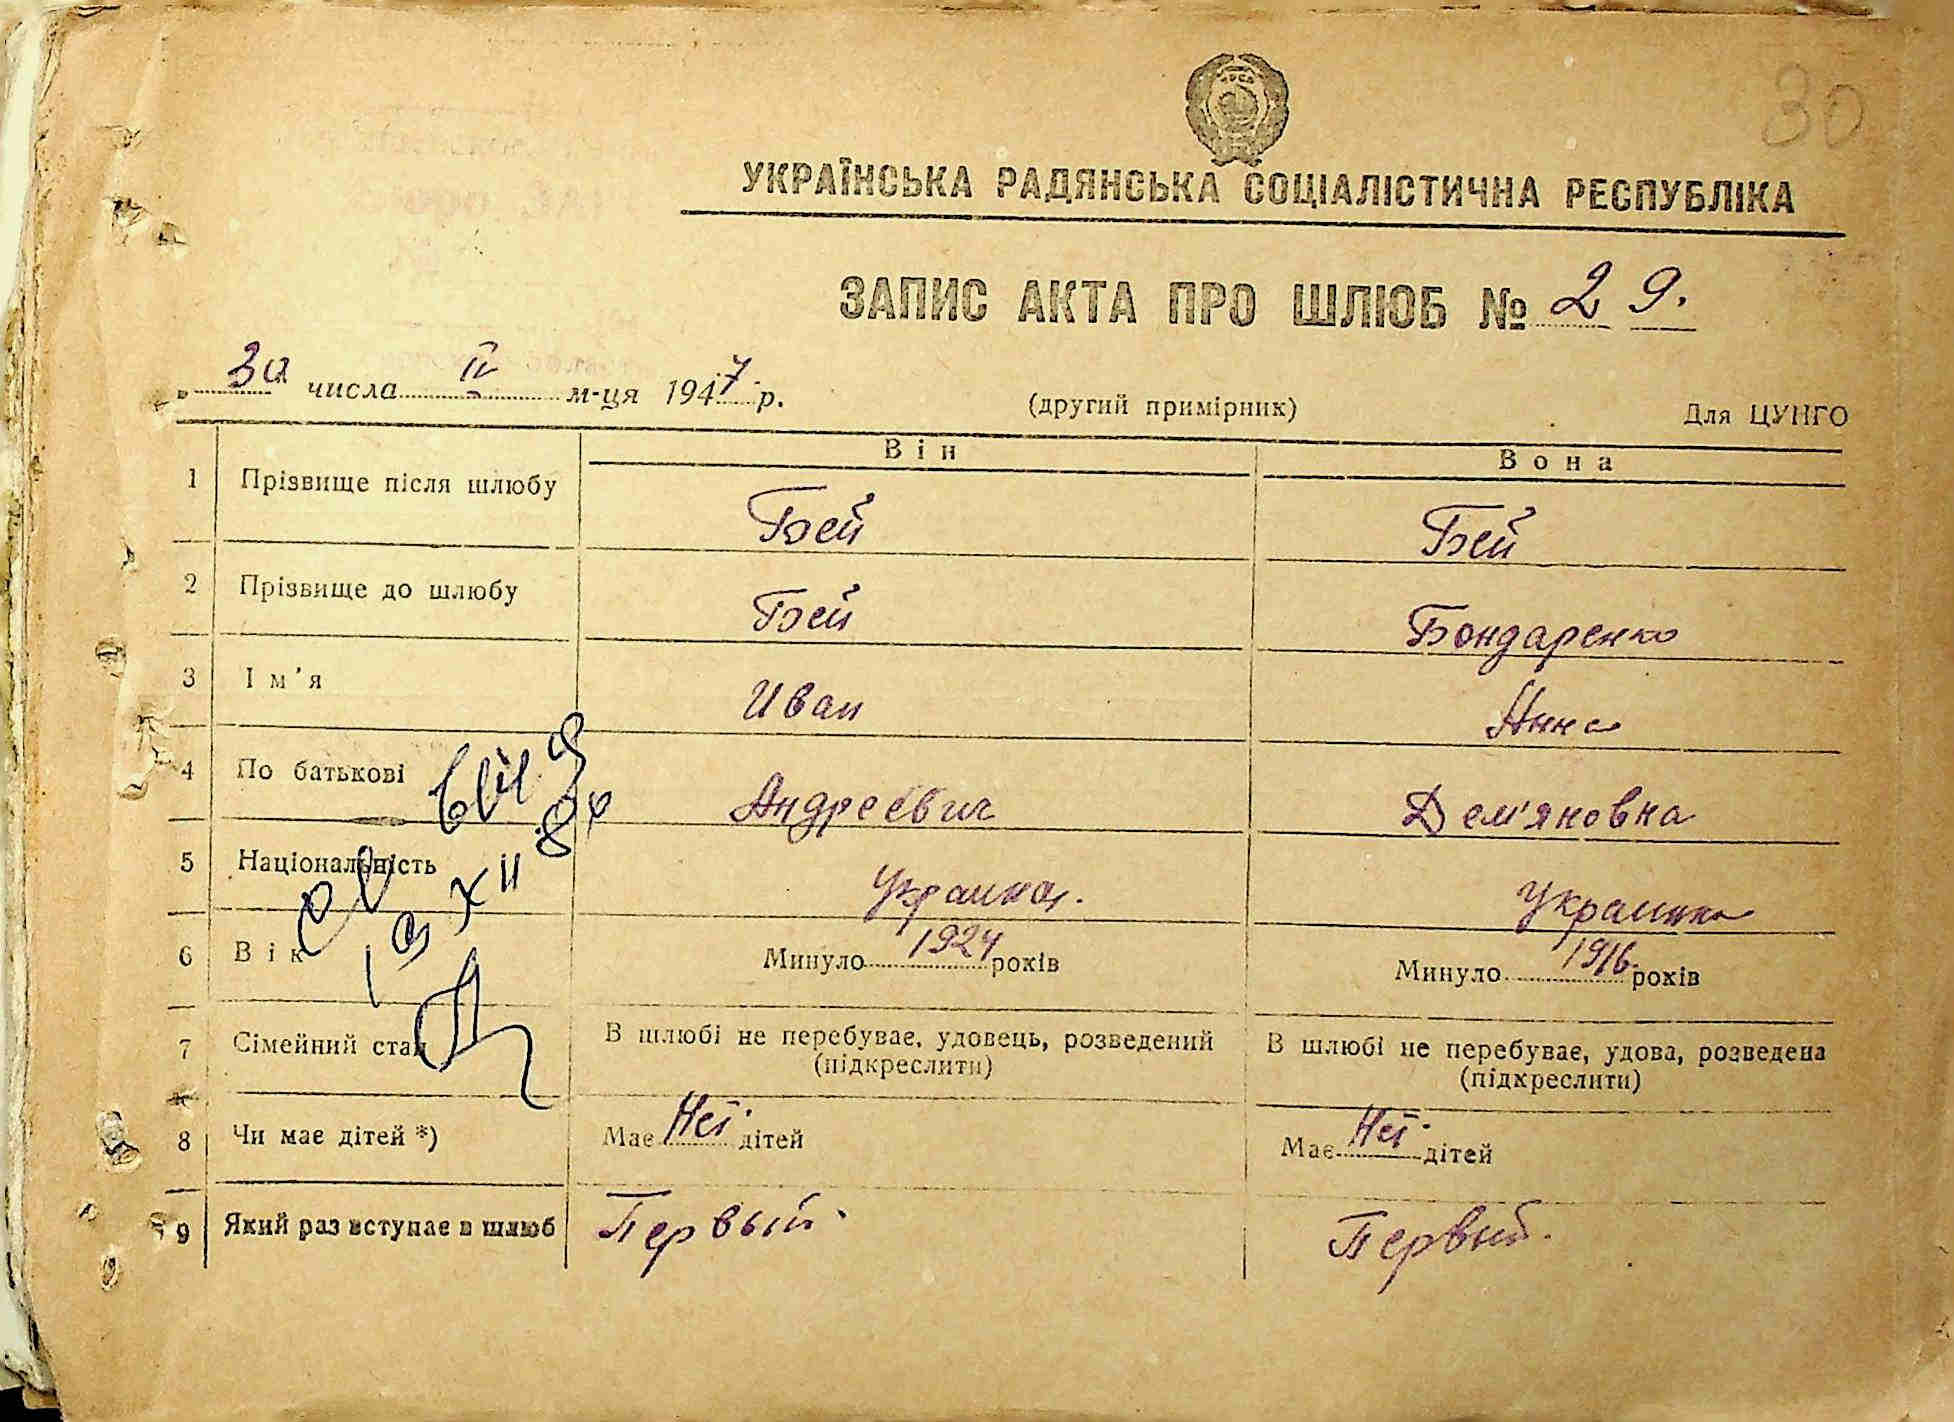 30
УКРАЇНСЬКА РАДЯНСЬКА СОЦІАЛІСТИЧНА РЕСПУБЛІКА
ЗАПИС АКТА ПРО ШЛЮБ № 29.
"30" числа IV м-ця 1947 р. (другий примірник) Для ЦУНГО
Він Вона
1 Прізвище після шлюбу Бей Бей
2 Прізвище до шлюбу Бей Бондаренко
3 Ім'я Иван Анна
4 По батькові Андреевич Дем'яновна
5 Національність Украинец. Украинка
6 Вік Минуло 1924 років Минуло 1916 років
7 Сімейний стан В шлюбі не перебуває, удовець, розведений (підкреслити) В шлюбі не перебуває, удова, розведена (підкреслити)
8 Чи має дітей *) Має Нет. дітей Має Нет. дітей
9 Який раз вступає в шлюб Первый. Первый.